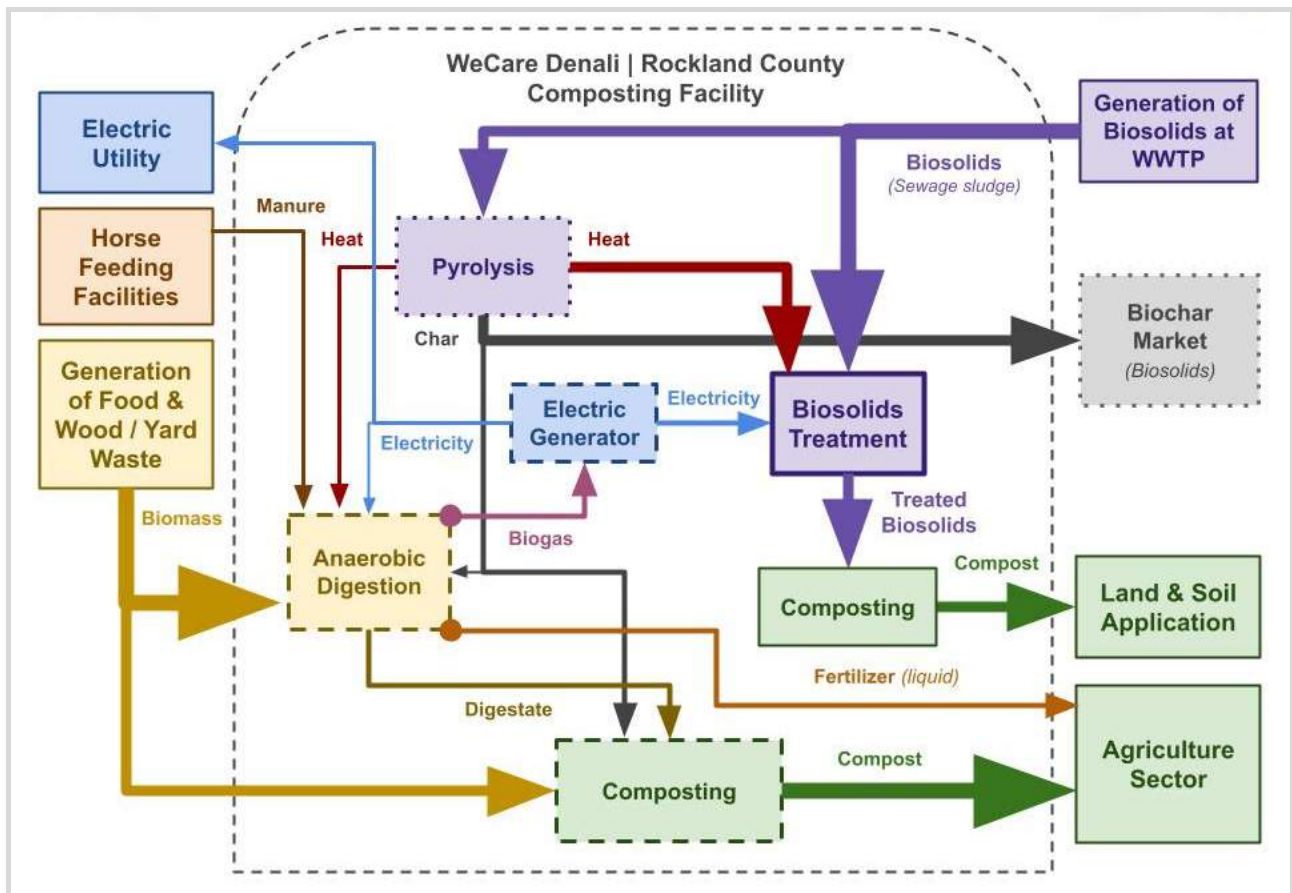 WeCare Denali | Rockland County
Composting Facility
Electric
Utility
Generation of
Biosolids at
WWTP
Biosolids
(Sewage sludge)
Manure
Horse
Feeding
Facilities
Heat
Pyrolysis
Heat
Char
Biochar
Market
(Biosolids)
Generation
of Food &
Wood / Yard
Waste
Electric
Generator
Electricity
Electricity
Biosolids
Treatment
Biomass
Biogas
Treated
Biosolids
Anaerobic
Digestion
Composting
Compost
Land & Soil
Application
Fertilizer (liquid)
Digestate
Composting
Compost
Agriculture
Sector